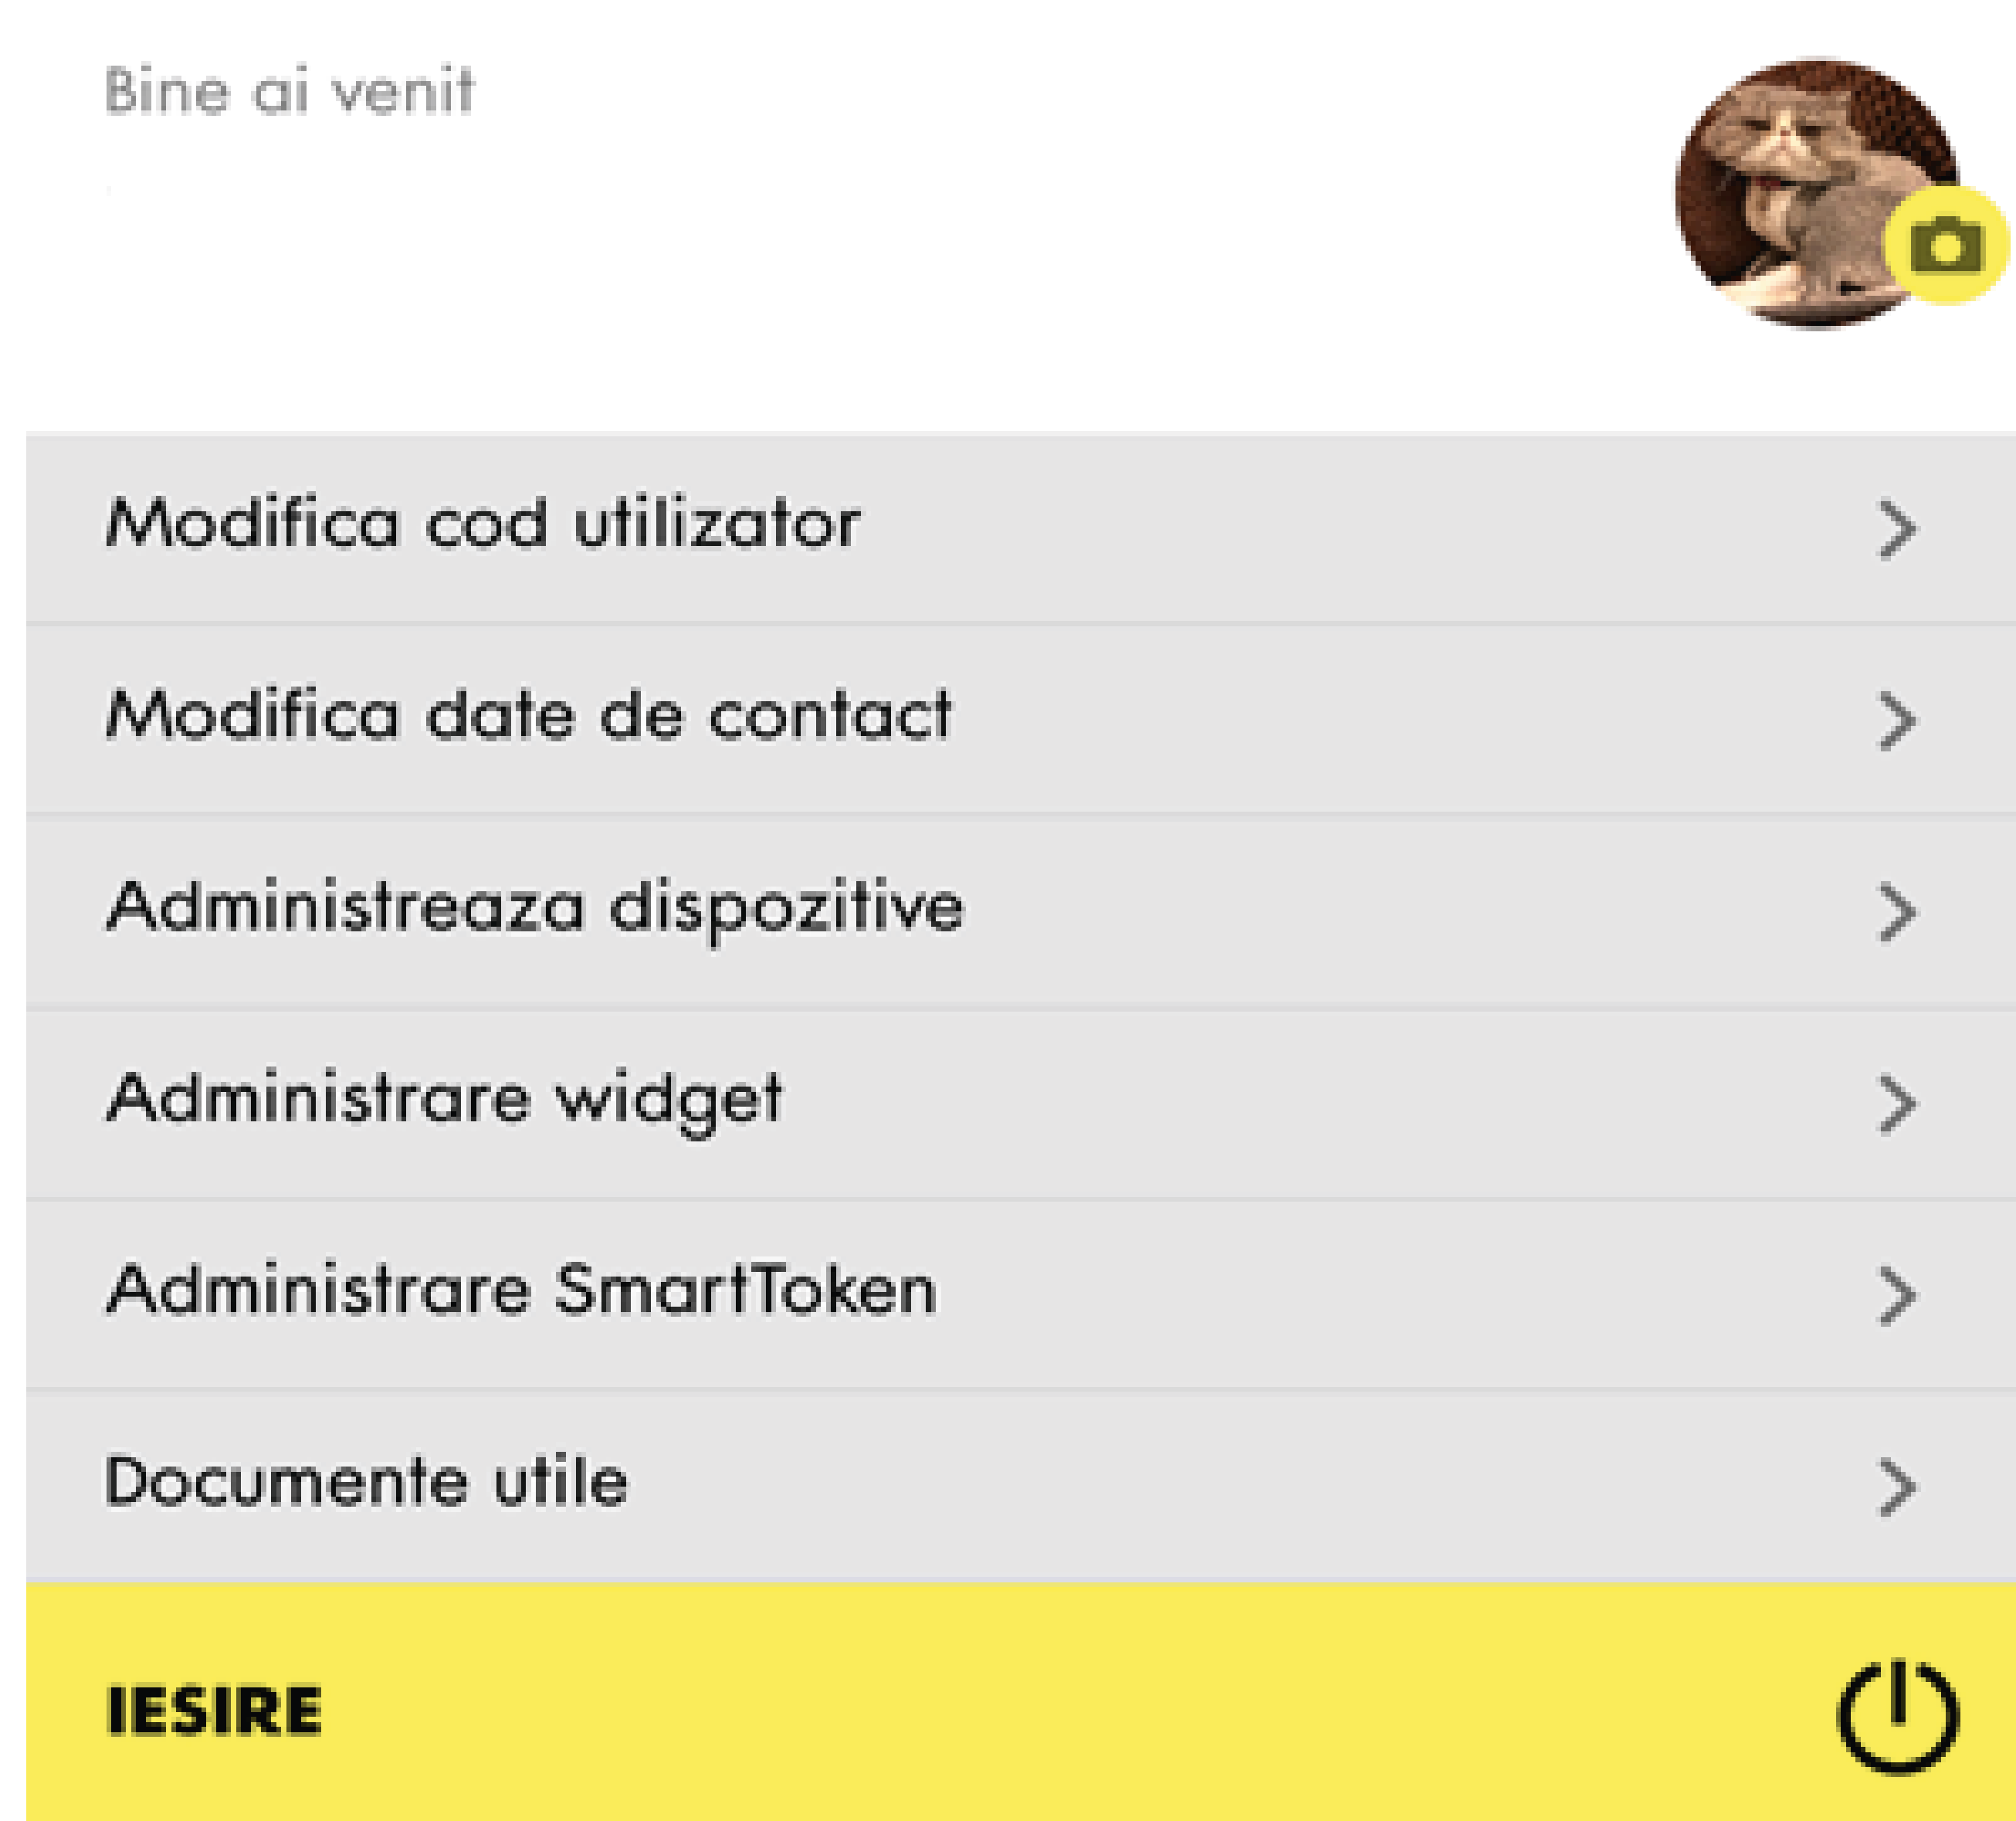 Bine ai venit
Modifica cod utilizator
Modifica date de contact
Administreaza dispozitive
Administrare widget
Administrare SmartToken
Documente utile
IESIRE